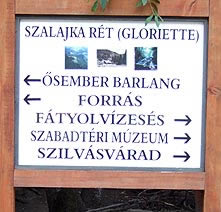 SZALAJKA RÉT (GLORIETTE)
← ŐSEMBER BARLANG
← FORRÁS
FÁTYOLVÍZESÉS →
SZABADTÉRI MÚZEUM →
SZILVÁSVÁRAD →